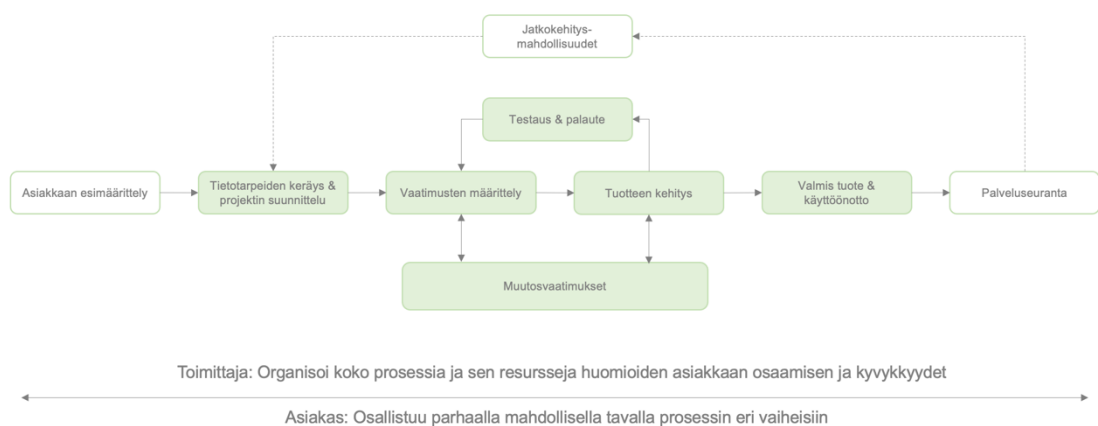 Jatkokehitys-
mahdollisuudet
Testaus & palaute
Asiakkaan esimäärittely
Tietotarpeiden keräys &
projektin suunnittelu
Vaatimusten määrittely
Tuotteen kehitys
Valmis tuote &
käyttöönotto
Palveluseuranta
Muutosvaatimukset
Toimittaja: Organisoi koko prosessia ja sen resursseja huomioiden asiakkaan osaamisen ja kyvykkyydet
Asiakas: Osallistuu parhaalla mahdollisella tavalla prosessin eri vaiheisiin